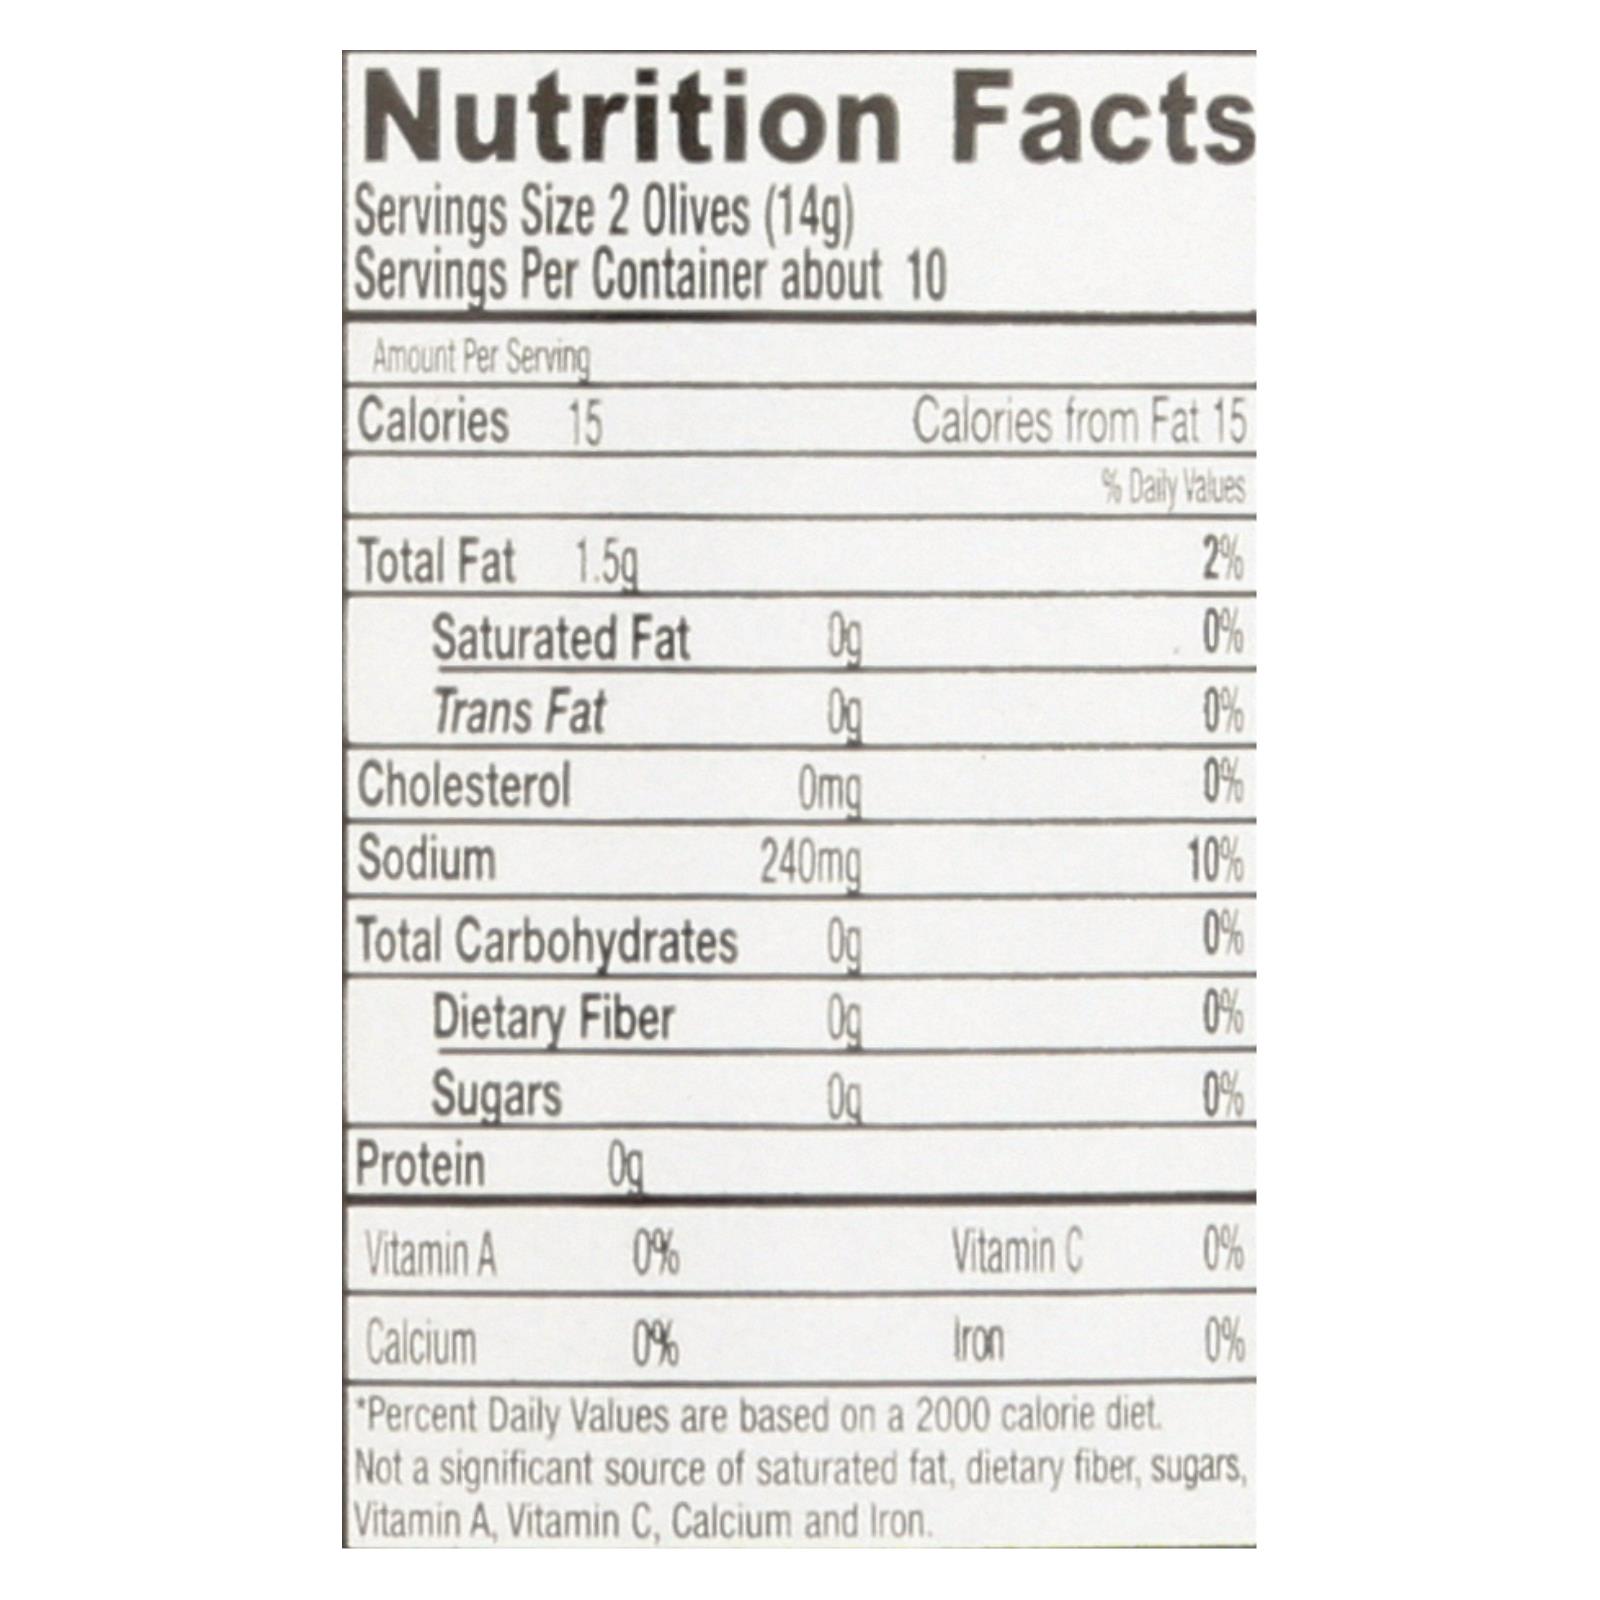 Nutrition Facts
Servings Size 2 Olives (14g)
Servings Per Container about 10
Amount Per Serving
Calories 15 Calories from Fat 15
% Daily Values
Total Fat 1.5g 2%
Saturated Fat 0g 0%
Trans Fat 0g 0%
Cholesterol 0mg 0%
Sodium 240mg 10%
Total Carbohydrates 0g 0%
Dietary Fiber 0g 0%
Sugars 0g 0%
Protein 0g
Vitamin A 0% Vitamin C 0%
Calcium 0% Iron 0%
*Percent Daily Values are based on a 2000 calorie diet.
Not a significant source of saturated fat, dietary fiber, sugars,
Vitamin A, Vitamin C, Calcium and Iron.